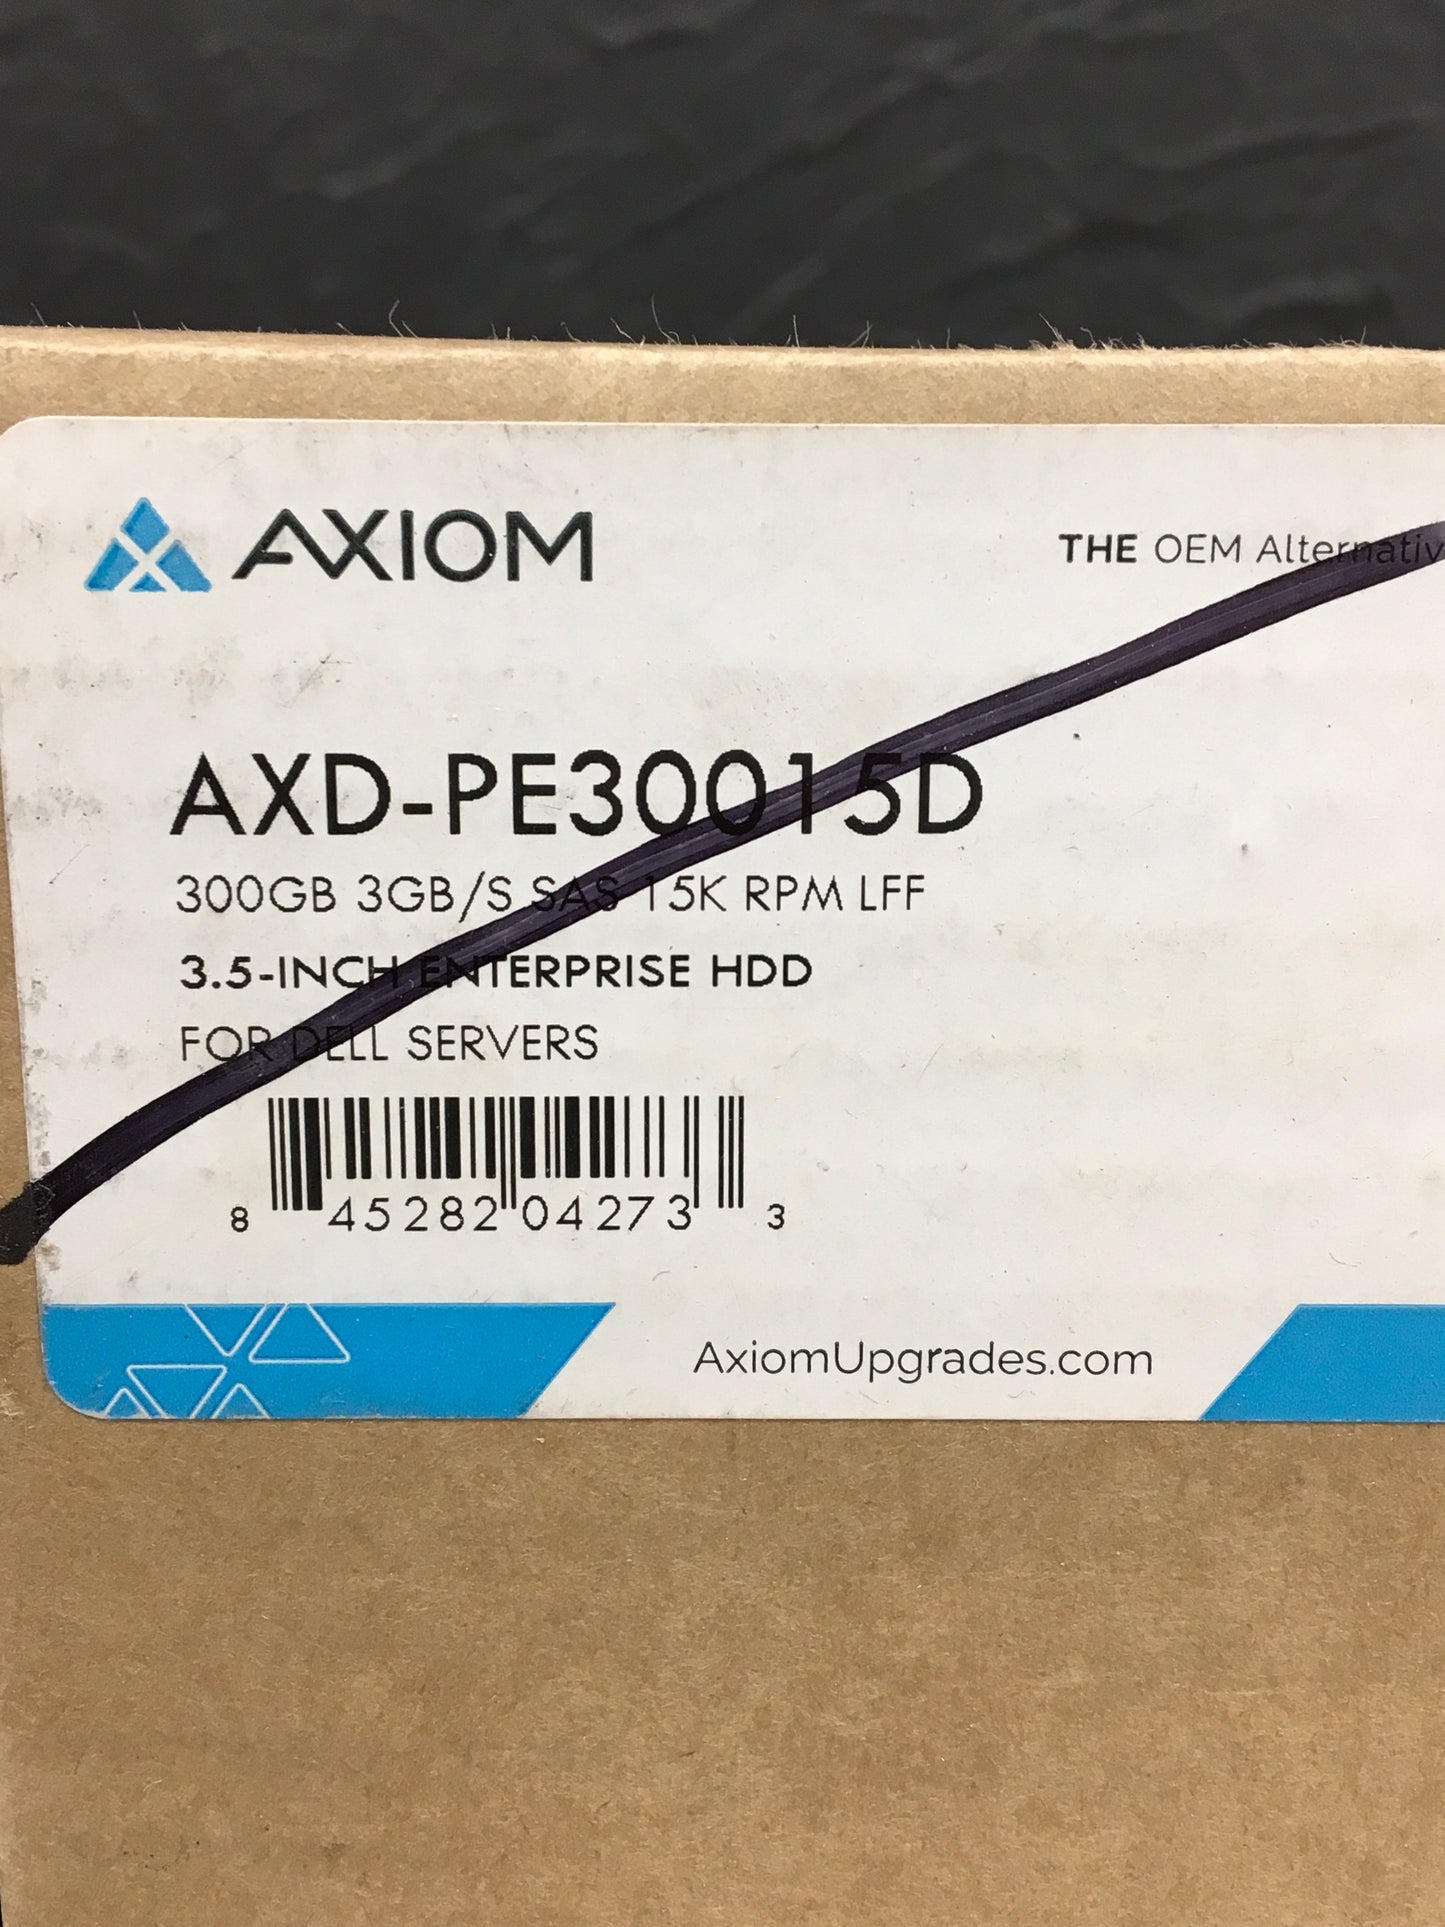 AXIOM
THE OEM Alternativ
AXD-PE30015D
300GB 3GB/S SAS 15K RPM LFF
3.5-INCH ENTERPRISE HDD
FOR DELL SERVERS
8 45282 04273 3
AxiomUpgrades.com